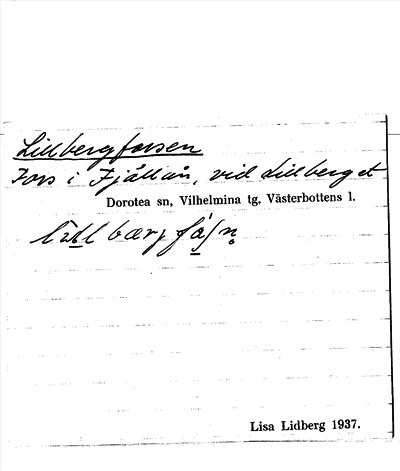 Lillbergforsen
Fors i Fjällån, vid Lillberget
Dorotea sn, Vilhelmina tg, Västerbottens l.
Lisa Lidberg 1937.